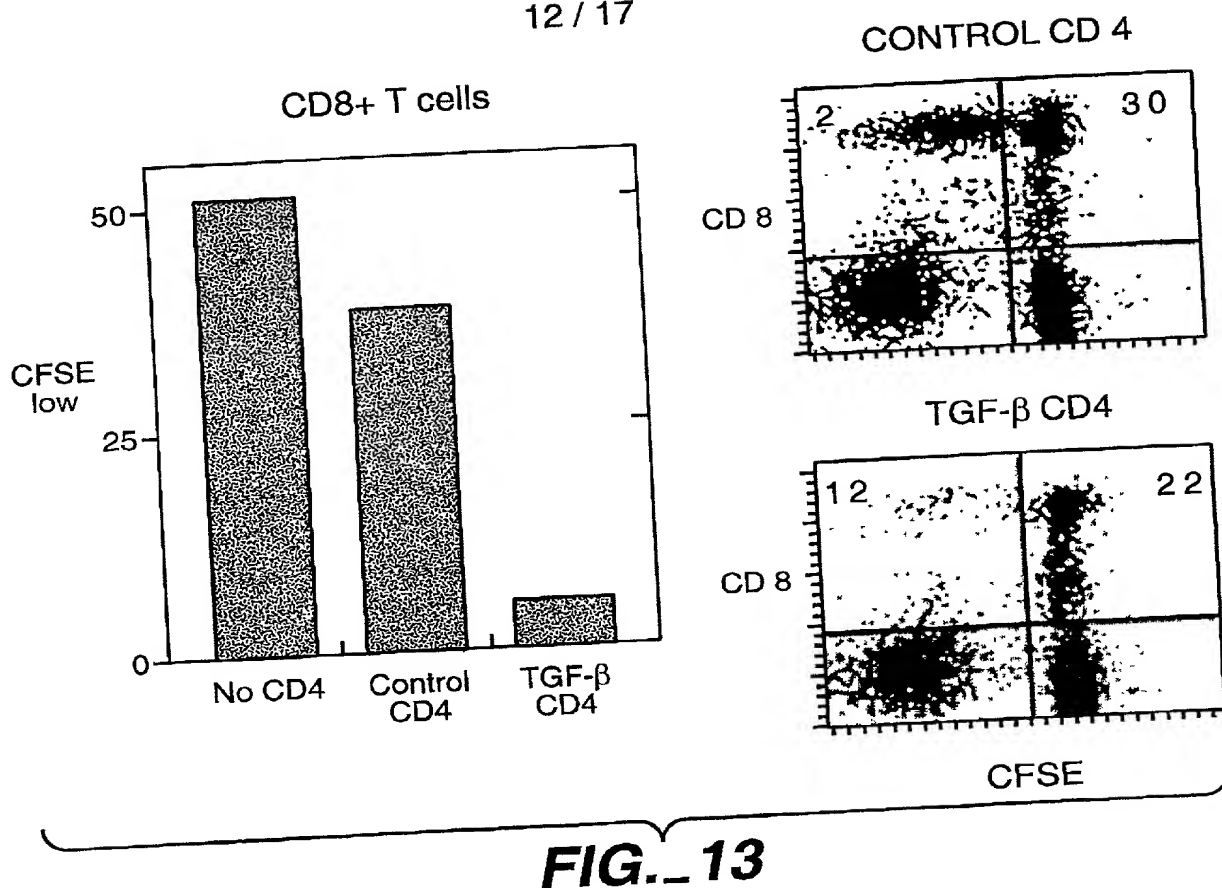 12 / 17
CD8+ T cells
CFSE
low
50
25
0
No CD4
Control
CD4
TGF-β
CD4
CONTROL CD 4
2
30
CD 8
TGF-β CD4
12
22
CD 8
CFSE
FIG._ 13